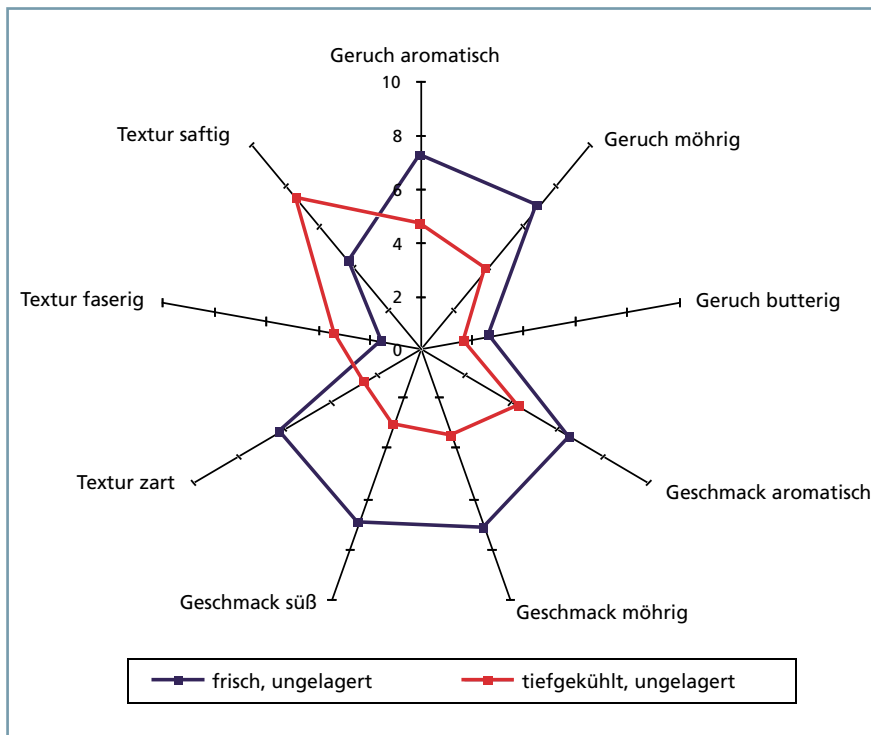 Geruch aromatisch
10
Textur saftig
Geruch möhrig
8
6
4
Textur faserig
Geruch butterig
2
0
Textur zart
Geschmack aromatisch
Geschmack süß
Geschmack möhrig
frisch, ungelagert
tiefgekühlt, ungelagert